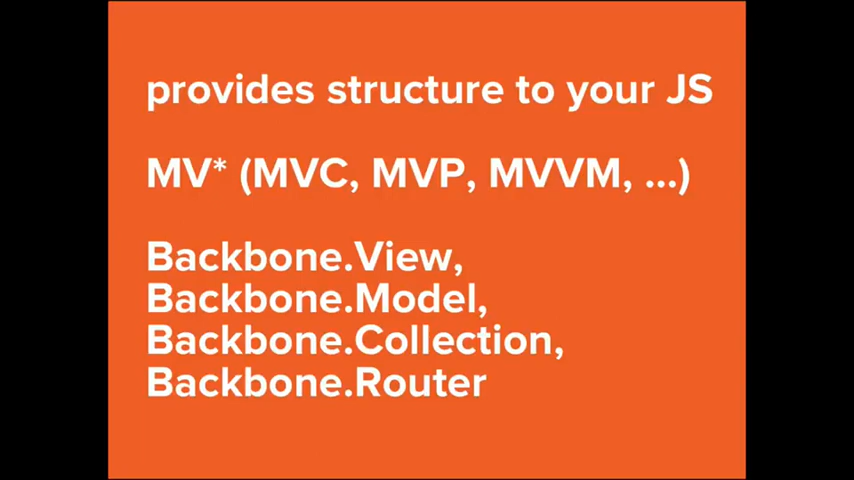 provides structure to your JS
MV* (MVC, MVP, MVVM, ...)
Backbone.View,
Backbone.Model,
Backbone.Collection,
Backbone.Router